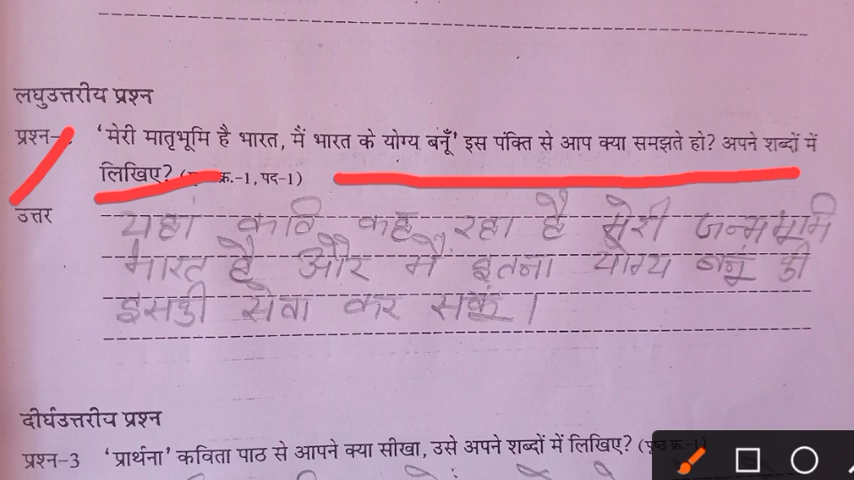 लघुउत्तरीय प्रश्न
प्रश्न- 'मेरी मातृभूमि है भारत, मैं भारत के योग्य बनूँ' इस पंक्ति से आप क्या समझते हो? अपने शब्दों में
लिखिए? क्र.-1, पद-1)
उत्तर यहां कवि कह रहा है मेरी जन्मभूमि
भारत है और मैं इतना योग्य बनूं की
इसकी सेवा कर सकूं।
दीर्घउत्तरीय प्रश्न
प्रश्न-3 'प्रार्थना' कविता पाठ से आपने क्या सीखा, उसे अपने शब्दों में लिखिए? (पृष्ठ क्र.-1)